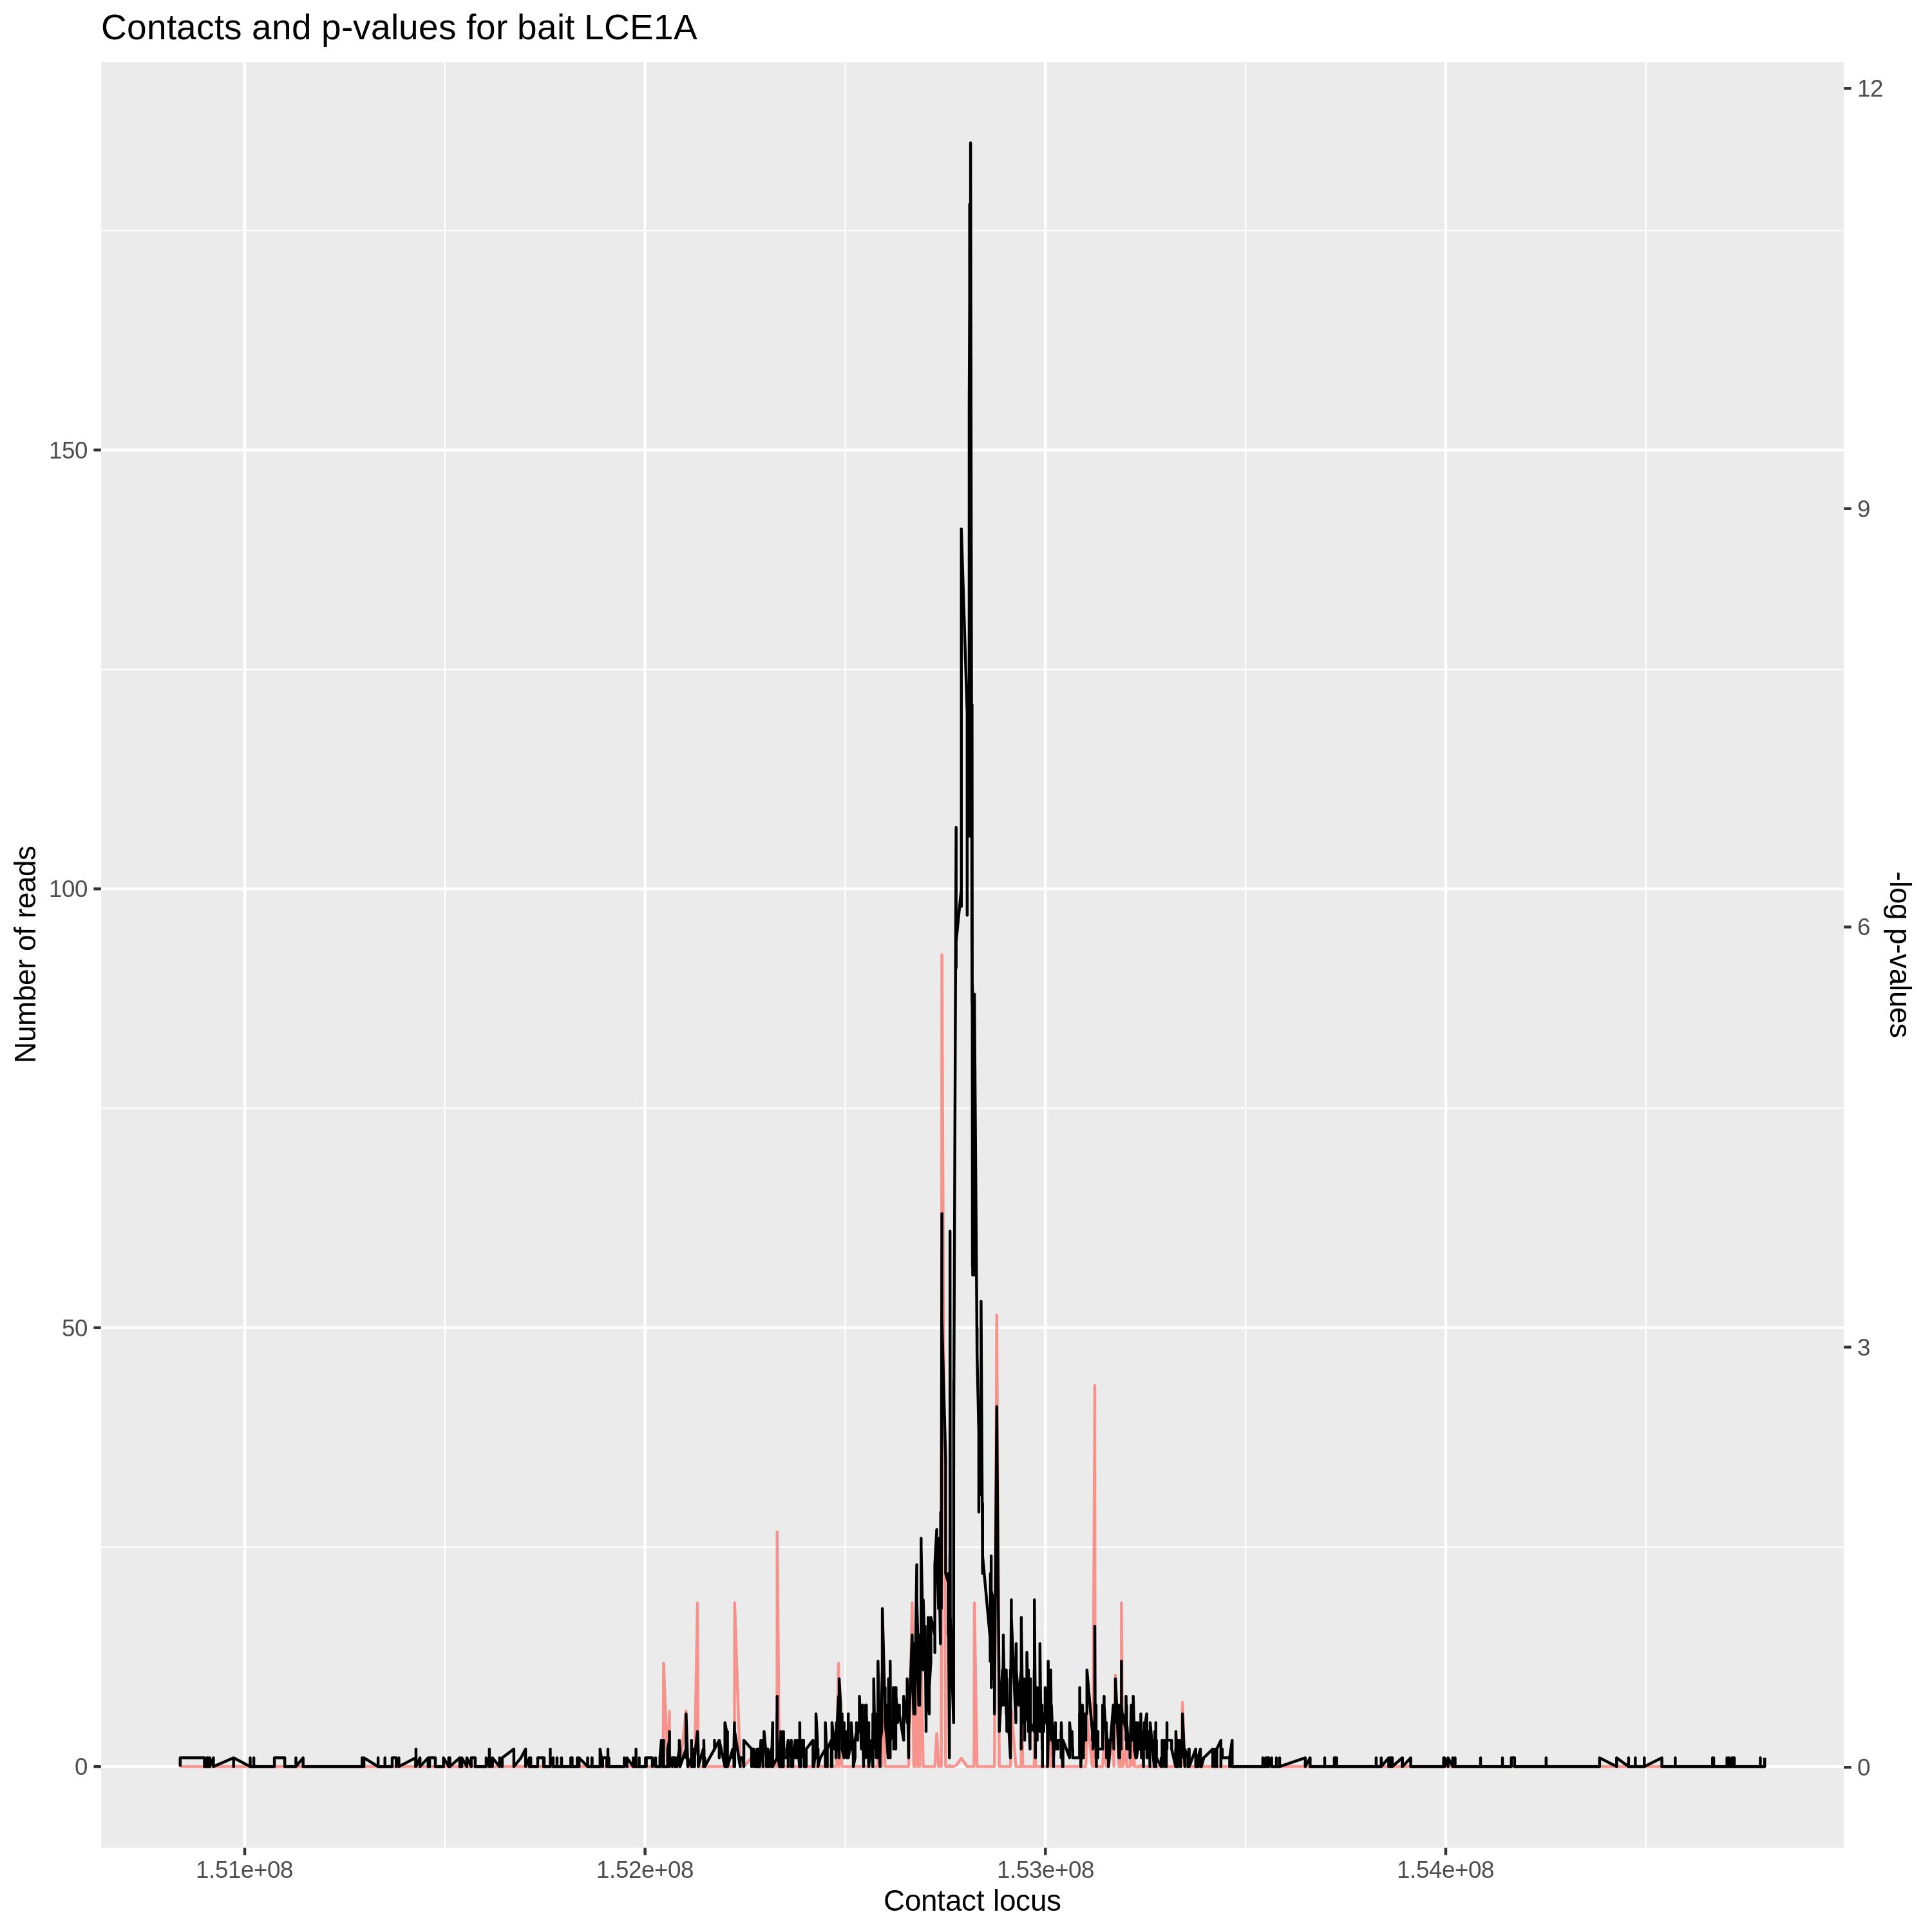 Contacts and p-values for bait LCE1A
12
150
9
100
6
50
3
0
0
Number of reads
-log p-values
1.51e+08
1.52e+08
1.53e+08
1.54e+08
Contact locus